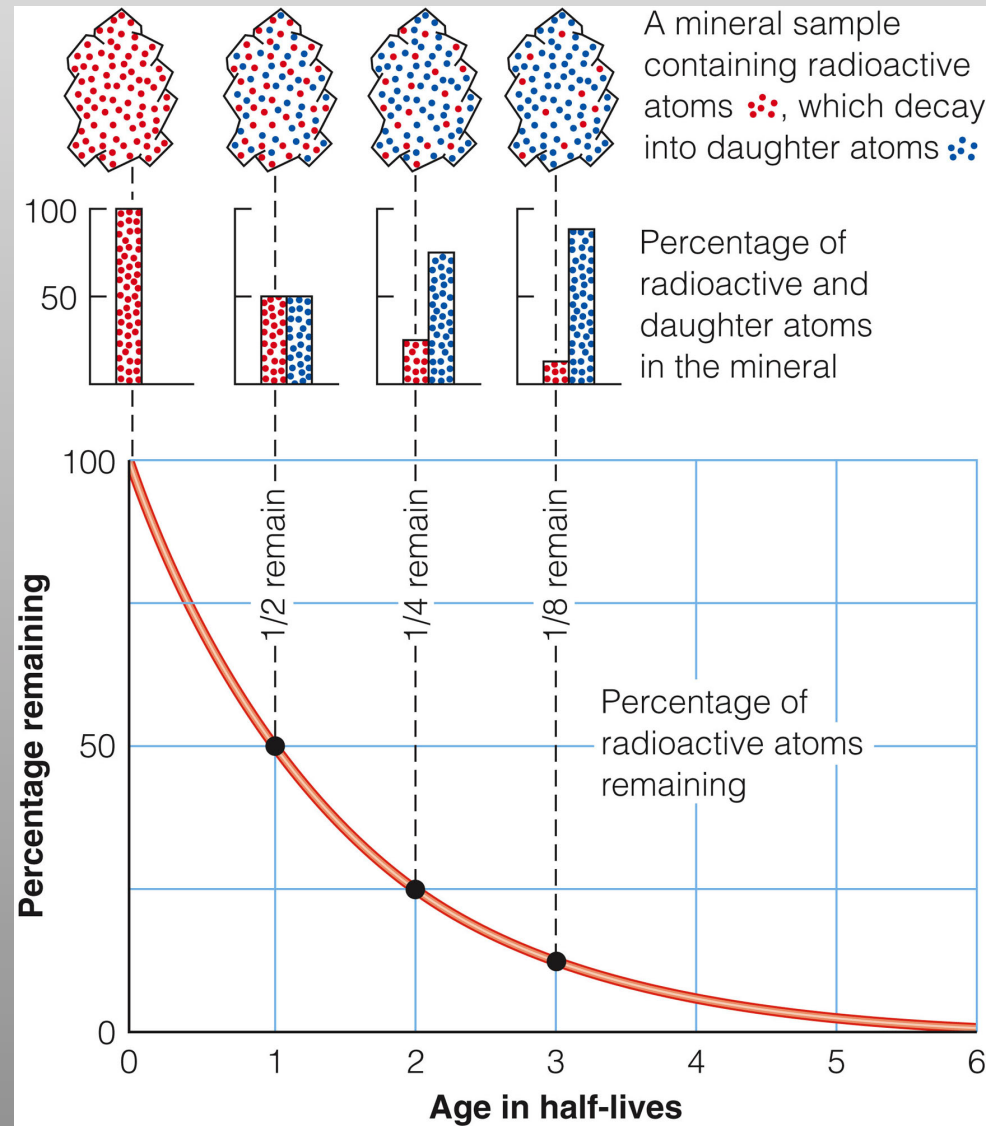 A mineral sample
containing radioactive
atoms , which decay
into daughter atoms
100
50
Percentage of
radioactive and
daughter atoms
in the mineral
100
50
0
Percentage remaining
1/2 remain
1/4 remain
1/8 remain
Percentage of
radioactive atoms
remaining
0 1 2 3 4 5 6
Age in half-lives